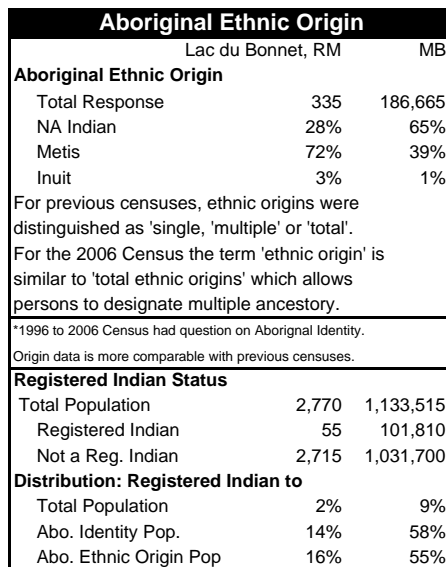 Aboriginal Ethnic Origin
Lac du Bonnet, RM MB
Aboriginal Ethnic Origin
Total Response 335 186,665
NA Indian 28% 65%
Metis 72% 39%
Inuit 3% 1%
For previous censuses, ethnic origins were
distinguished as 'single, 'multiple' or 'total'.
For the 2006 Census the term 'ethnic origin' is
similar to 'total ethnic origins' which allows
persons to designate multiple ancestory.
*1996 to 2006 Census had question on Aborignal Identity.
Origin data is more comparable with previous censuses.
Registered Indian Status
Total Population 2,770 1,133,515
Registered Indian 55 101,810
Not a Reg. Indian 2,715 1,031,700
Distribution: Registered Indian to
Total Population 2% 9%
Abo. Identity Pop. 14% 58%
Abo. Ethnic Origin Pop 16% 55%